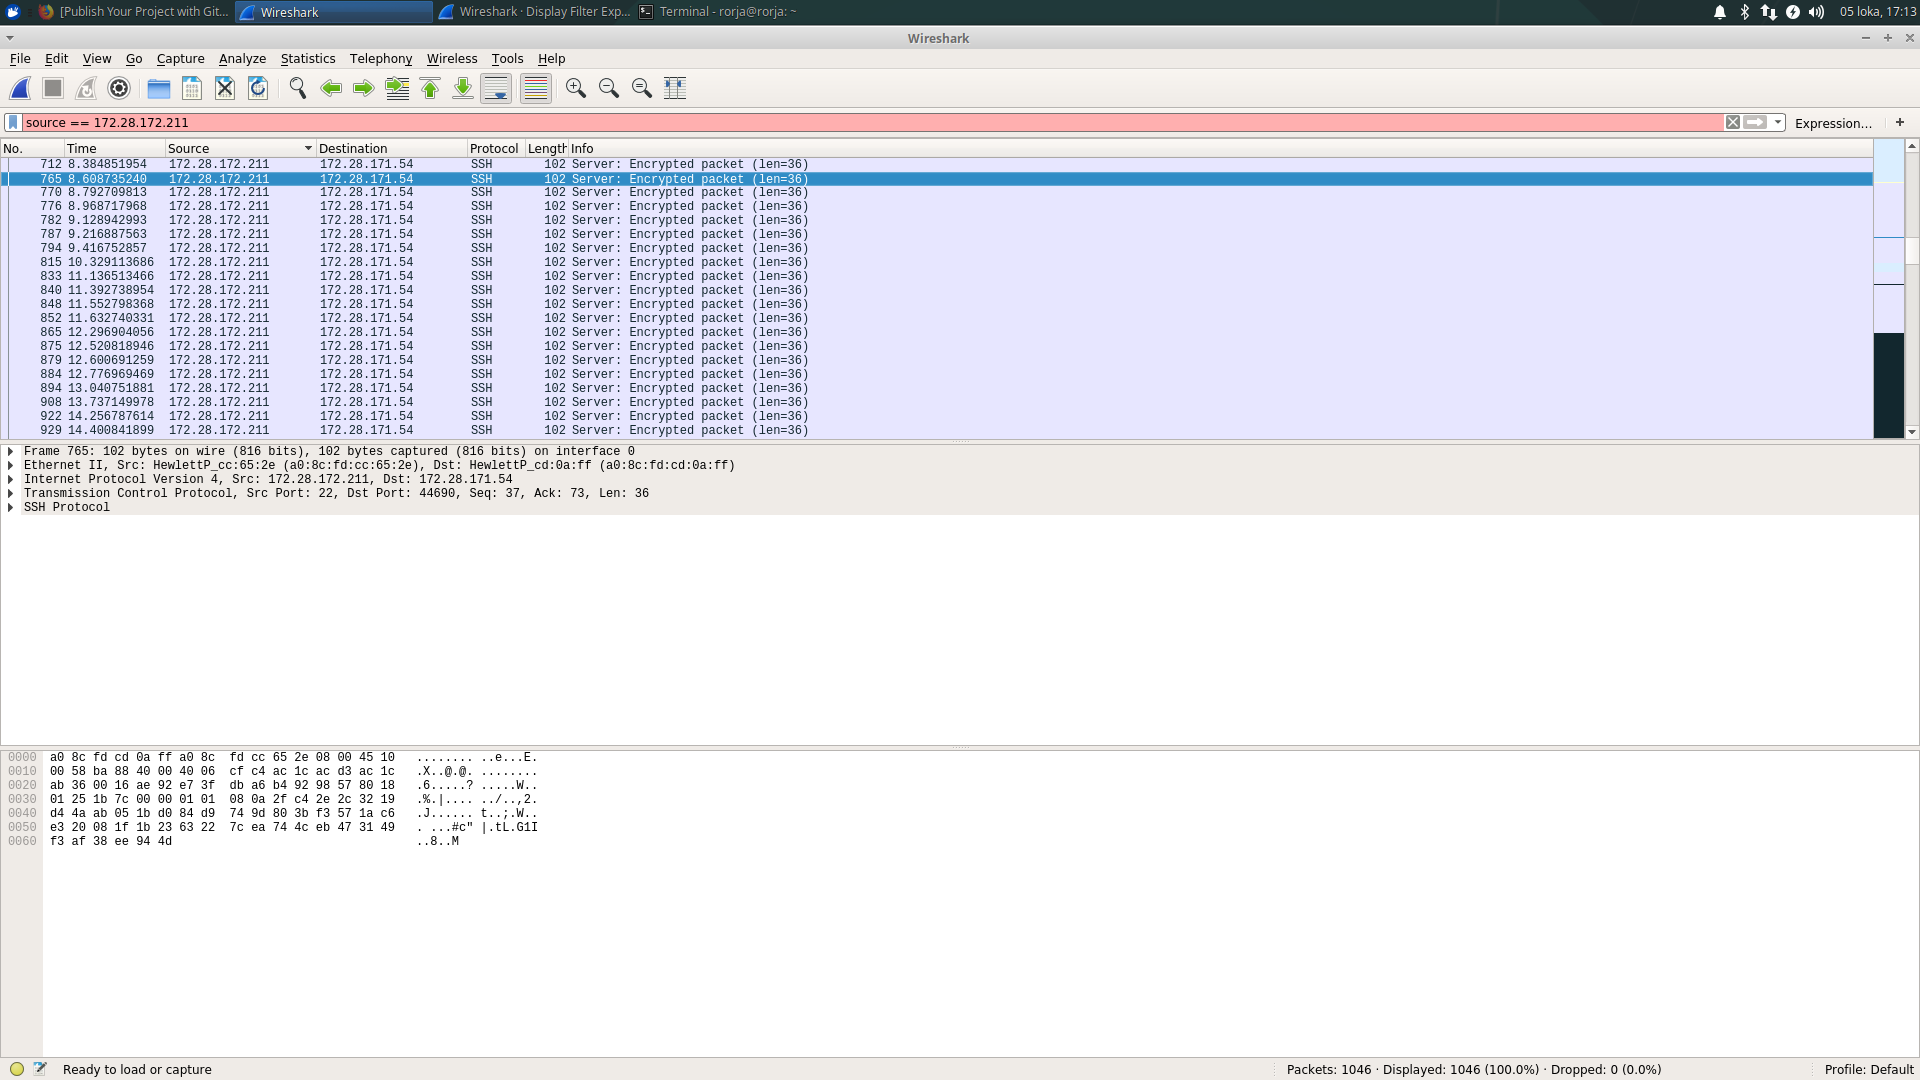 [Publish Your Project with Git... Wireshark Wireshark · Display Filter Exp... Terminal - rorja@rorja: ~ 05 loka, 17:13
Wireshark
File Edit View Go Capture Analyze Statistics Telephony Wireless Tools Help
source == 172.28.172.211 Expression... +
No. Time Source Destination Protocol Length Info
712 8.384851954 172.28.172.211 172.28.171.54 SSH 102 Server: Encrypted packet (len=36)
765 8.608735240 172.28.172.211 172.28.171.54 SSH 102 Server: Encrypted packet (len=36)
770 8.792709813 172.28.172.211 172.28.171.54 SSH 102 Server: Encrypted packet (len=36)
776 8.968717968 172.28.172.211 172.28.171.54 SSH 102 Server: Encrypted packet (len=36)
782 9.128942993 172.28.172.211 172.28.171.54 SSH 102 Server: Encrypted packet (len=36)
787 9.216887563 172.28.172.211 172.28.171.54 SSH 102 Server: Encrypted packet (len=36)
794 9.416752857 172.28.172.211 172.28.171.54 SSH 102 Server: Encrypted packet (len=36)
815 10.329113686 172.28.172.211 172.28.171.54 SSH 102 Server: Encrypted packet (len=36)
833 11.136513466 172.28.172.211 172.28.171.54 SSH 102 Server: Encrypted packet (len=36)
840 11.392738954 172.28.172.211 172.28.171.54 SSH 102 Server: Encrypted packet (len=36)
848 11.552798368 172.28.172.211 172.28.171.54 SSH 102 Server: Encrypted packet (len=36)
852 11.632740331 172.28.172.211 172.28.171.54 SSH 102 Server: Encrypted packet (len=36)
865 12.296904056 172.28.172.211 172.28.171.54 SSH 102 Server: Encrypted packet (len=36)
875 12.520818946 172.28.172.211 172.28.171.54 SSH 102 Server: Encrypted packet (len=36)
879 12.600691259 172.28.172.211 172.28.171.54 SSH 102 Server: Encrypted packet (len=36)
884 12.776969469 172.28.172.211 172.28.171.54 SSH 102 Server: Encrypted packet (len=36)
894 13.040751881 172.28.172.211 172.28.171.54 SSH 102 Server: Encrypted packet (len=36)
908 13.737149978 172.28.172.211 172.28.171.54 SSH 102 Server: Encrypted packet (len=36)
922 14.256787614 172.28.172.211 172.28.171.54 SSH 102 Server: Encrypted packet (len=36)
929 14.400841899 172.28.172.211 172.28.171.54 SSH 102 Server: Encrypted packet (len=36)
Frame 765: 102 bytes on wire (816 bits), 102 bytes captured (816 bits) on interface 0
Ethernet II, Src: HewlettP_cc:65:2e (a0:8c:fd:cc:65:2e), Dst: HewlettP_cd:0a:ff (a0:8c:fd:cd:0a:ff)
Internet Protocol Version 4, Src: 172.28.172.211, Dst: 172.28.171.54
Transmission Control Protocol, Src Port: 22, Dst Port: 44690, Seq: 37, Ack: 73, Len: 36
SSH Protocol
0000 a0 8c fd cd 0a ff a0 8c fd cc 65 2e 08 00 45 10 ........ ..e...E.
0010 00 58 ba 88 40 00 40 06 cf c4 ac 1c ac d3 ac 1c .X..@.@. ........
0020 ab 36 00 16 ae 92 e7 3f db a6 b4 92 98 57 80 18 .6.....? .....W..
0030 01 25 1b 7c 00 00 01 01 08 0a 2f c4 2e 2c 32 19 .%.|.... ../..,2.
0040 d4 4a ab 05 1b d0 84 d9 74 9d 80 3b f3 57 1a c6 .J...... t..;.W..
0050 e3 20 08 1f 1b 23 63 22 7c ea 74 4c eb 47 31 49 . ...#c" |.tL.G1I
0060 f3 af 38 ee 94 4d ..8..M
Ready to load or capture Packets: 1046 · Displayed: 1046 (100.0%) · Dropped: 0 (0.0%) Profile: Default